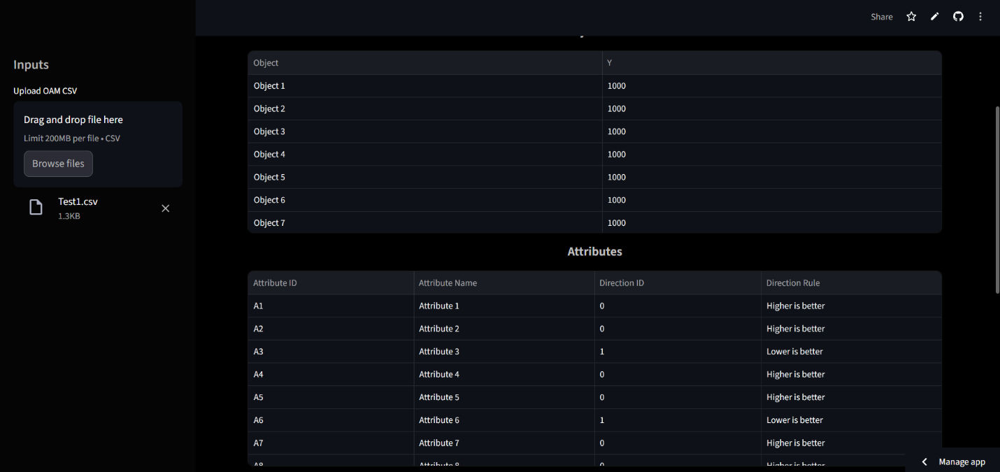 Share
Inputs
Upload OAM CSV
Drag and drop file here
Limit 200MB per file • CSV
Browse files
Test1.csv
1.3KB
Object Y
Object 1 1000
Object 2 1000
Object 3 1000
Object 4 1000
Object 5 1000
Object 6 1000
Object 7 1000
Attributes
Attribute ID Attribute Name Direction ID Direction Rule
A1 Attribute 1 0 Higher is better
A2 Attribute 2 0 Higher is better
A3 Attribute 3 1 Lower is better
A4 Attribute 4 0 Higher is better
A5 Attribute 5 0 Higher is better
A6 Attribute 6 1 Lower is better
A7 Attribute 7 0 Higher is better
A8 Attribute 8 0 Higher is better
Manage app